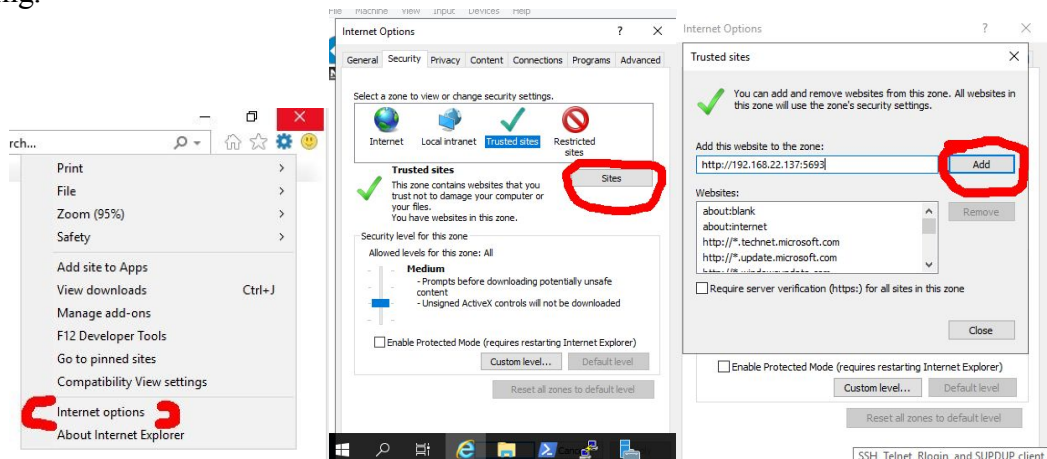 ing.
rch...
Print
File
Zoom (95%)
Safety
Add site to Apps
View downloads Ctrl+J
Manage add-ons
F12 Developer Tools
Go to pinned sites
Compatibility View settings
Internet options
About Internet Explorer
File Machine View Input Devices Help
Internet Options ? X
General Security Privacy Content Connections Programs Advanced
Select a zone to view or change security settings.
Internet Local intranet Trusted sites Restricted sites
Trusted sites
Sites
This zone contains websites that you
trust not to damage your computer or
your files.
You have websites in this zone.
Security level for this zone
Allowed levels for this zone: All
Medium
- Prompts before downloading potentially unsafe
content
- Unsigned ActiveX controls will not be downloaded
Enable Protected Mode (requires restarting Internet Explorer)
Custom level... Default level
Reset all zones to default level
Internet Options ? X
Trusted sites X
You can add and remove websites from this zone. All websites in
this zone will use the zone's security settings.
Add this website to the zone:
http://192.168.22.137:5693 Add
Websites:
about:blank Remove
about:internet
http://*.technet.microsoft.com
http://*.update.microsoft.com
Require server verification (https:) for all sites in this zone
Close
Enable Protected Mode (requires restarting Internet Explorer)
Custom level... Default level
Reset all zones to default level
SSH, Telnet, Rlogin, and SUPDUP client